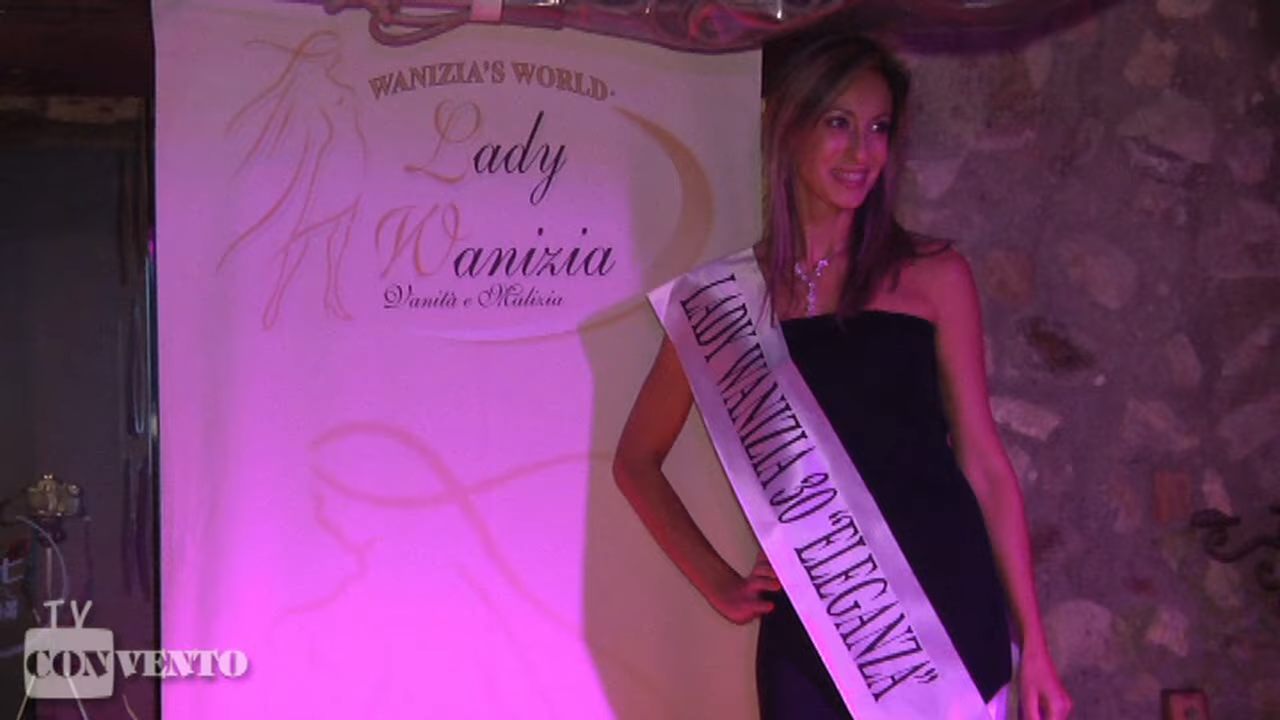 WANIZIA'S WORLD
Lady
Wanizia
Vanità e Malizia
LADY WANIZIA 30 "ELEGANZA"
TV
CONVENTO